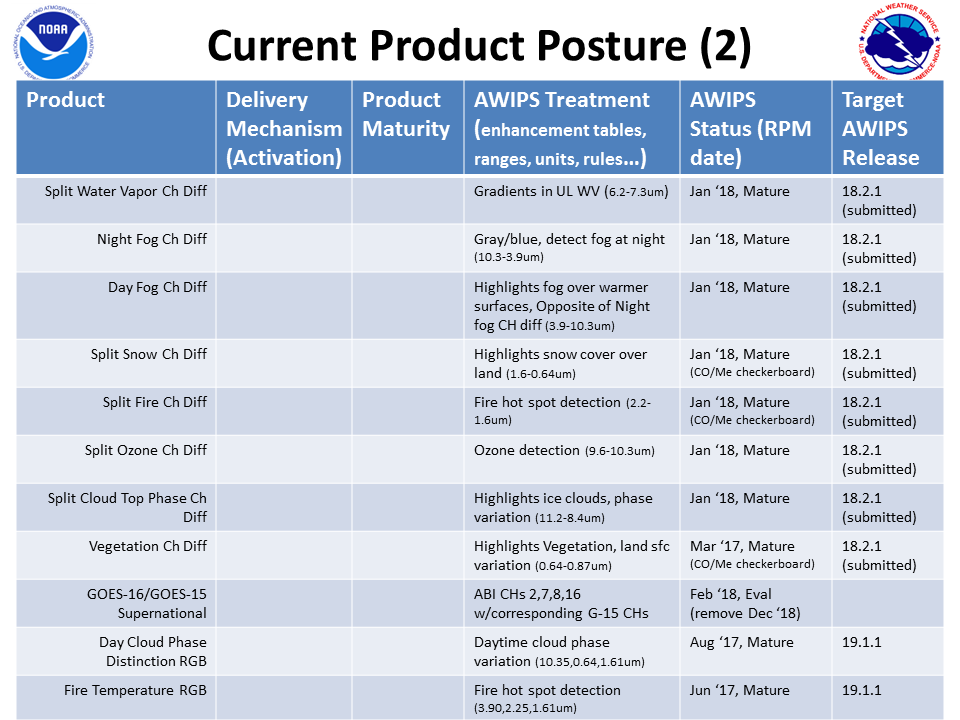 NOAA
NATIONAL WEATHER SERVICE
Current Product Posture (2)
Product
Delivery
Mechanism
(Activation)
Product
Maturity
AWIPS Treatment
(enhancement tables,
ranges, units, rules…)
AWIPS
Status (RPM
date)
Target
AWIPS
Release
Split Water Vapor Ch Diff
Gradients in UL WV (6.2-7.3um)
Jan ‘18, Mature
18.2.1
(submitted)
Night Fog Ch Diff
Gray/blue, detect fog at night
(10.3-3.9um)
Jan ‘18, Mature
18.2.1
(submitted)
Day Fog Ch Diff
Highlights fog over warmer
surfaces, Opposite of Night
fog CH diff (3.9-10.3um)
Jan ‘18, Mature
18.2.1
(submitted)
Split Snow Ch Diff
Highlights snow cover over
land (1.6-0.64um)
Jan ‘18, Mature
(CO/Me checkerboard)
18.2.1
(submitted)
Split Fire Ch Diff
Fire hot spot detection (2.2-
1.6um)
Jan ‘18, Mature
(CO/Me checkerboard)
18.2.1
(submitted)
Split Ozone Ch Diff
Ozone detection (9.6-10.3um)
Jan ‘18, Mature
18.2.1
(submitted)
Split Cloud Top Phase Ch
Diff
Highlights ice clouds, phase
variation (11.2-8.4um)
Jan ‘18, Mature
18.2.1
(submitted)
Vegetation Ch Diff
Highlights Vegetation, land sfc
variation (0.64-0.87um)
Mar ‘17, Mature
(CO/Me checkerboard)
18.2.1
(submitted)
GOES-16/GOES-15
Supernational
ABI CHs 2,7,8,16
w/corresponding G-15 CHs
Feb ‘18, Eval
(remove Dec ‘18)
Day Cloud Phase
Distinction RGB
Daytime cloud phase
variation (10.35,0.64,1.61um)
Aug ‘17, Mature
19.1.1
Fire Temperature RGB
Fire hot spot detection
(3.90,2.25,1.61um)
Jun ‘17, Mature
19.1.1